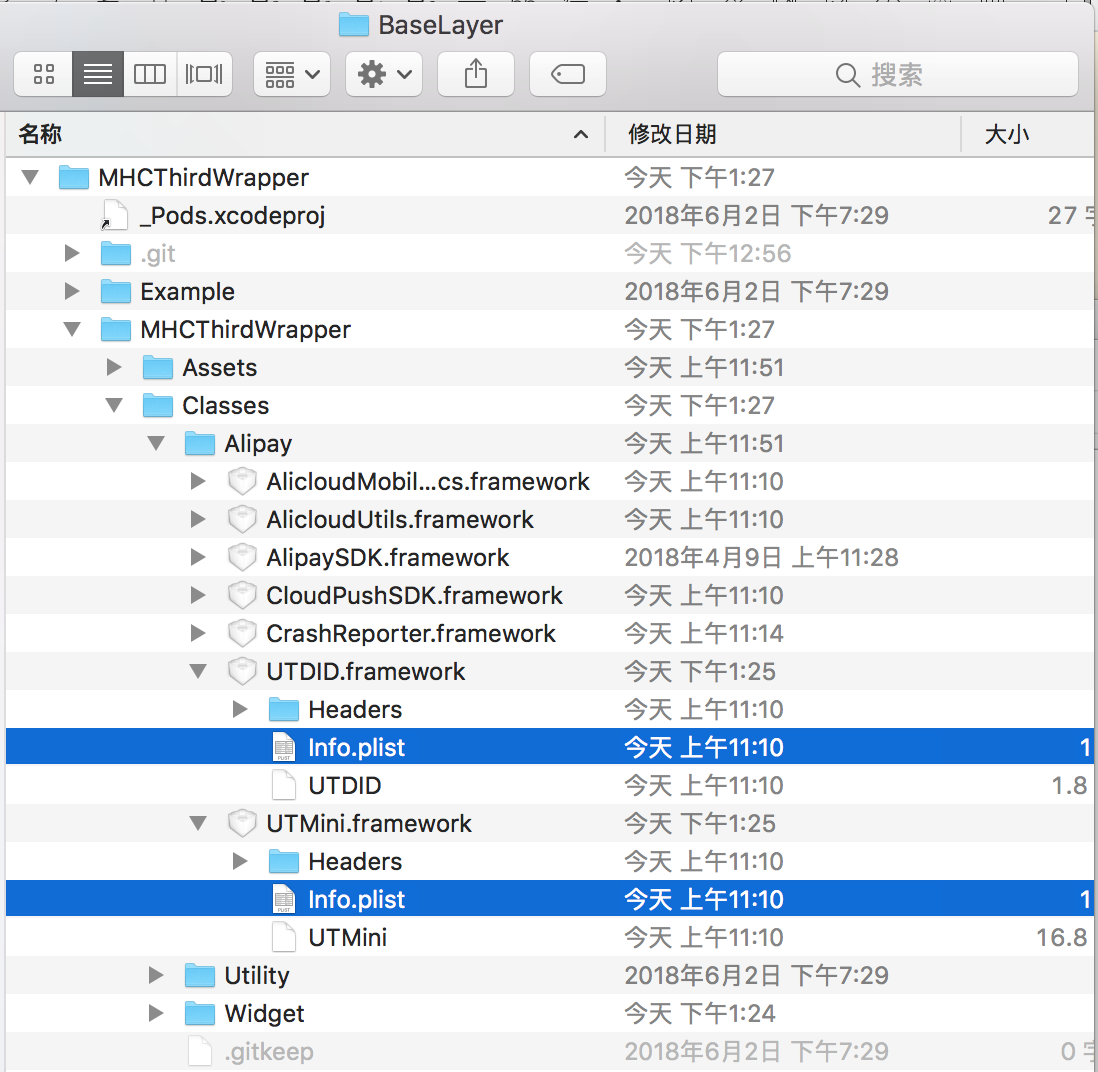 BaseLayer
搜索
名称 修改日期 大小
MHCThirdWrapper 今天 下午1:27
_Pods.xcodeproj 2018年6月2日 下午7:29 27
.git 今天 下午12:56
Example 2018年6月2日 下午7:29
MHCThirdWrapper 今天 下午1:27
Assets 今天 上午11:51
Classes 今天 下午1:27
Alipay 今天 上午11:51
AlicloudMobil...cs.framework 今天 上午11:10
AlicloudUtils.framework 今天 上午11:10
AlipaySDK.framework 2018年4月9日 上午11:28
CloudPushSDK.framework 今天 上午11:10
CrashReporter.framework 今天 上午11:14
UTDID.framework 今天 下午1:25
Headers 今天 上午11:10
Info.plist 今天 上午11:10 1
UTDID 今天 上午11:10 1.8
UTMini.framework 今天 下午1:25
Headers 今天 上午11:10
Info.plist 今天 上午11:10 1
UTMini 今天 上午11:10 16.8
Utility 2018年6月2日 下午7:29
Widget 今天 下午1:24
.gitkeep 2018年6月2日 下午7:29 0